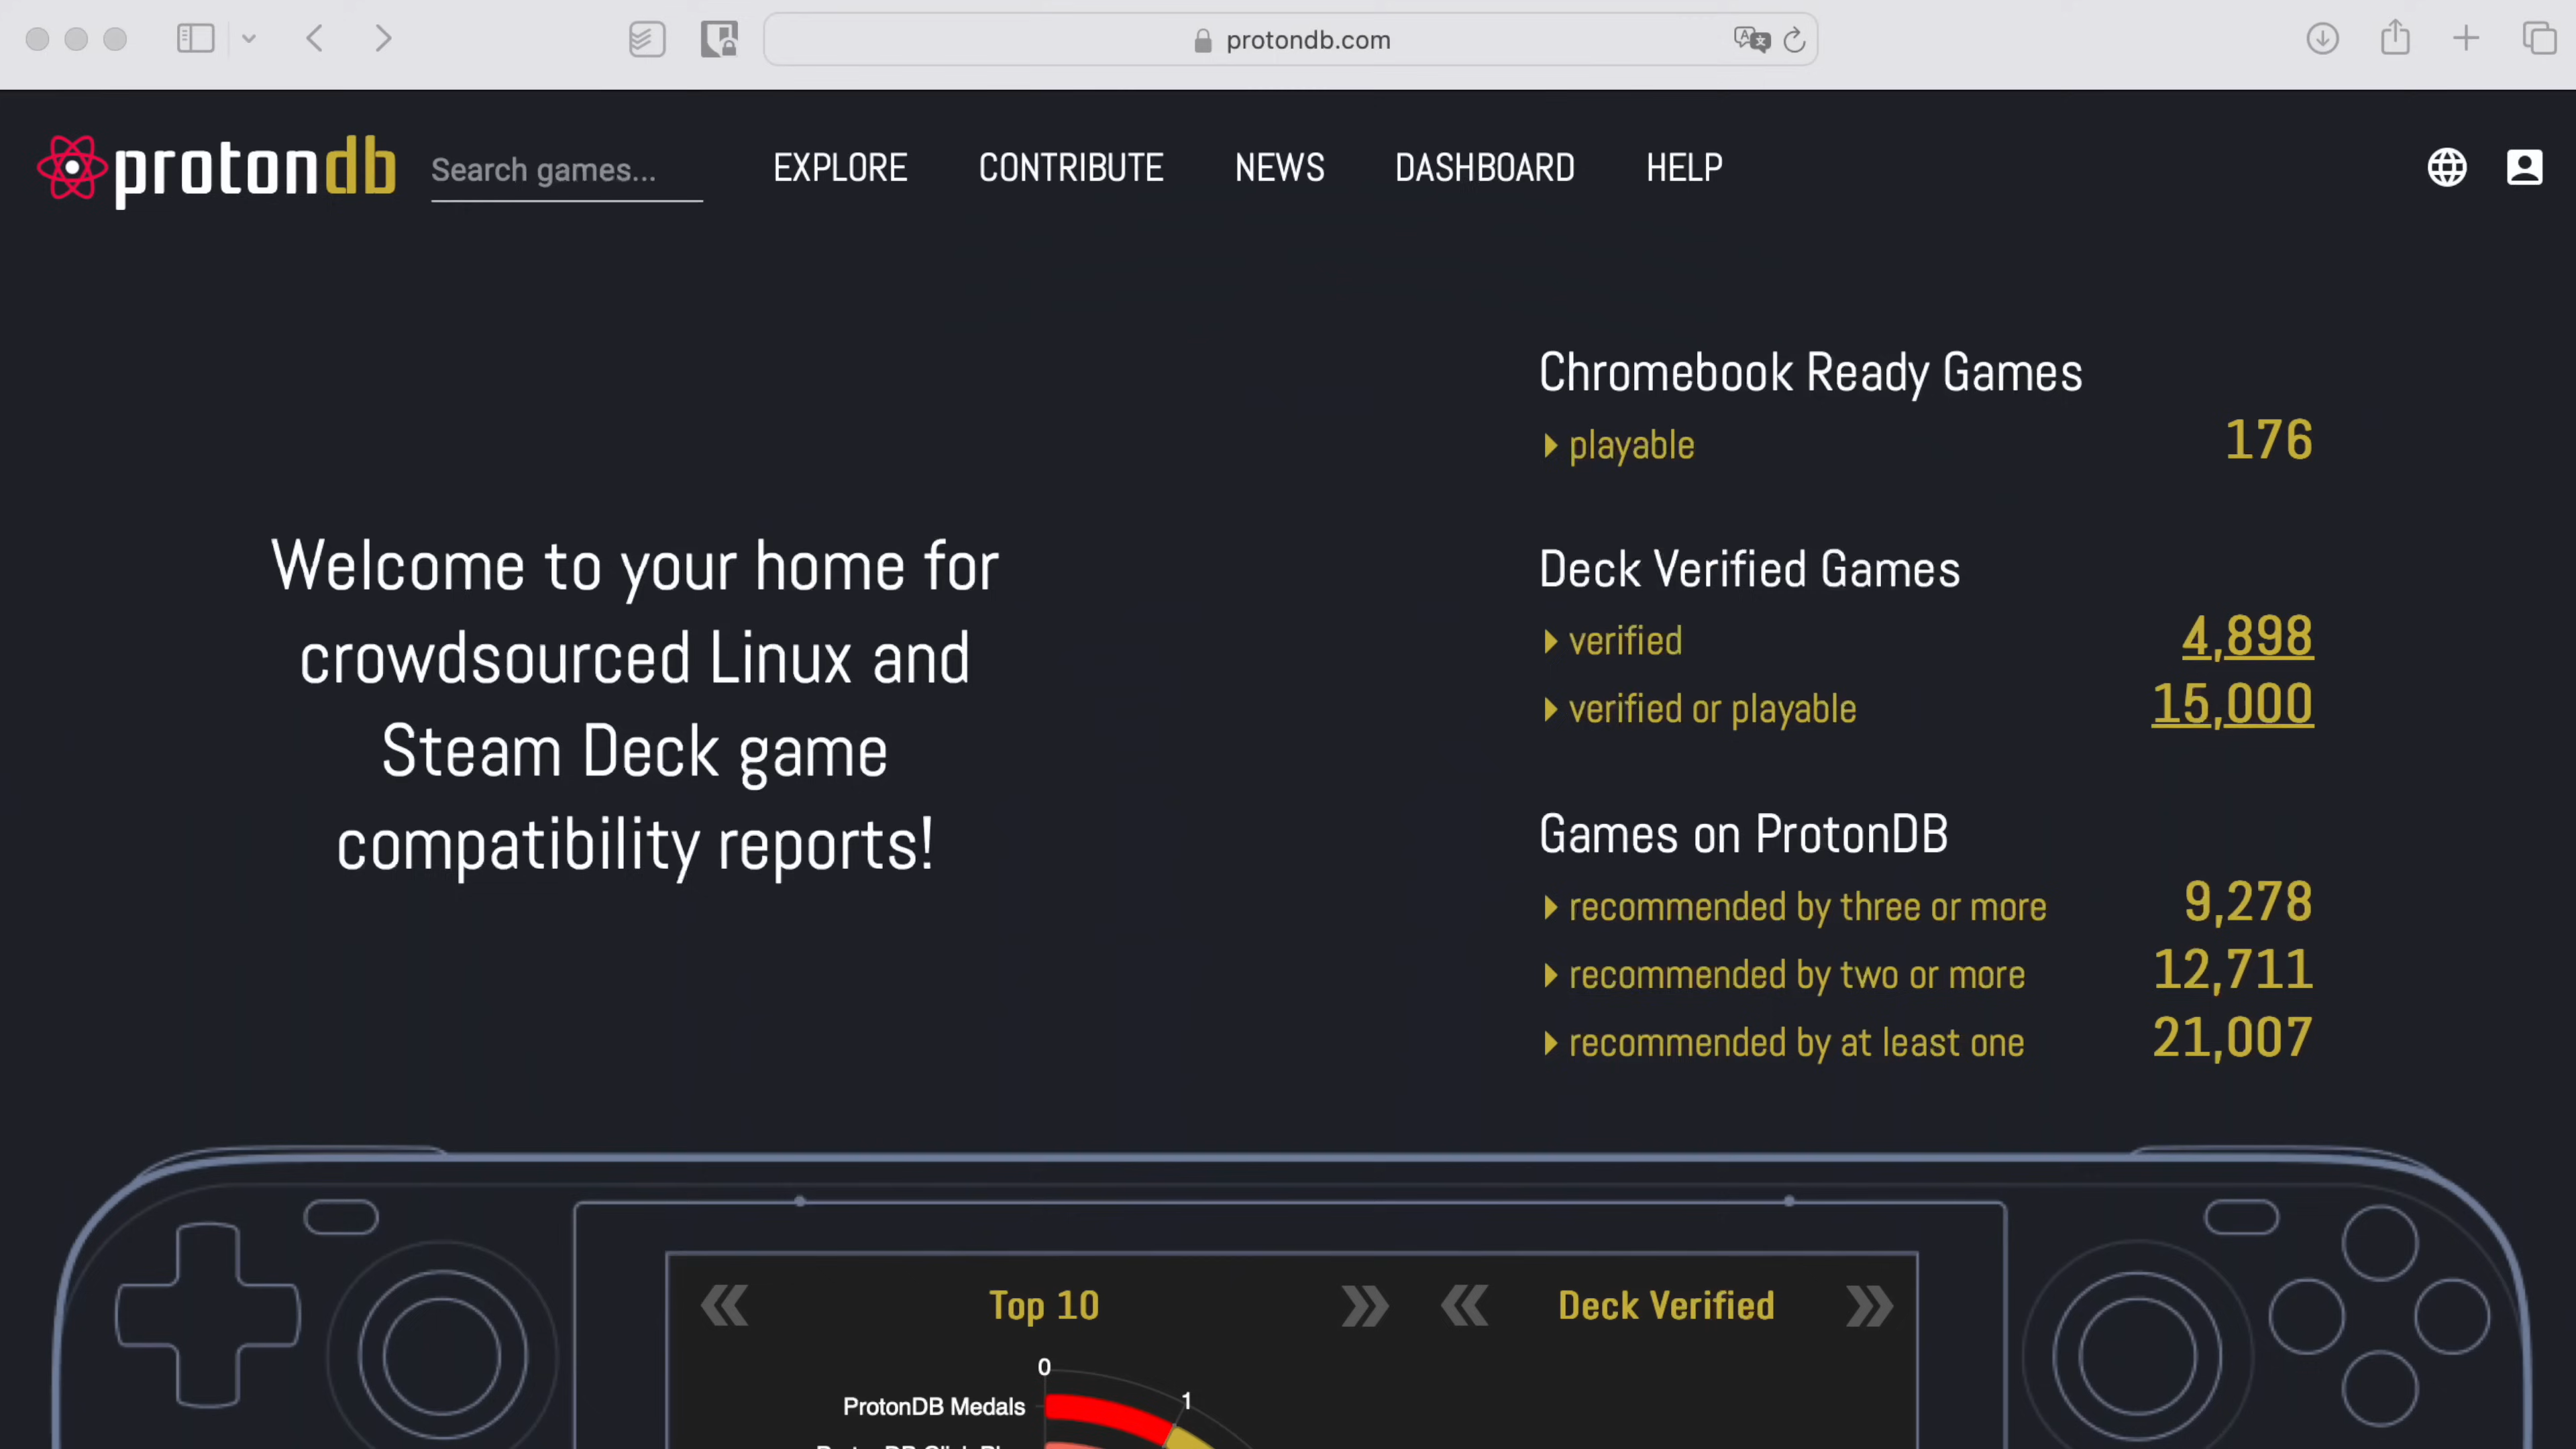 protondb.com
protondb
Search games...
EXPLORE
CONTRIBUTE
NEWS
DASHBOARD
HELP
Welcome to your home for
crowdsourced Linux and
Steam Deck game
compatibility reports!
Chromebook Ready Games
playable 176
Deck Verified Games
verified 4,898
verified or playable 15,000
Games on ProtonDB
recommended by three or more 9,278
recommended by two or more 12,711
recommended by at least one 21,007
Top 10
Deck Verified
0
1
ProtonDB Medals